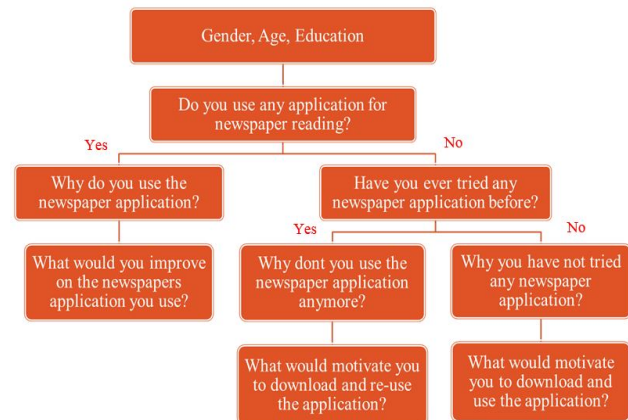 Gender, Age, Education
Do you use any application for
newspaper reading?
Yes
No
Why do you use the
newspaper application?
Have you ever tried any
newspaper application before?
Yes
No
What would you improve
on the newspapers
application you use?
Why dont you use the
newspaper application
anymore?
Why you have not tried
any newspaper
application?
What would motivate you
to download and re-use
the application?
What would motivate
you to download and
use the application?